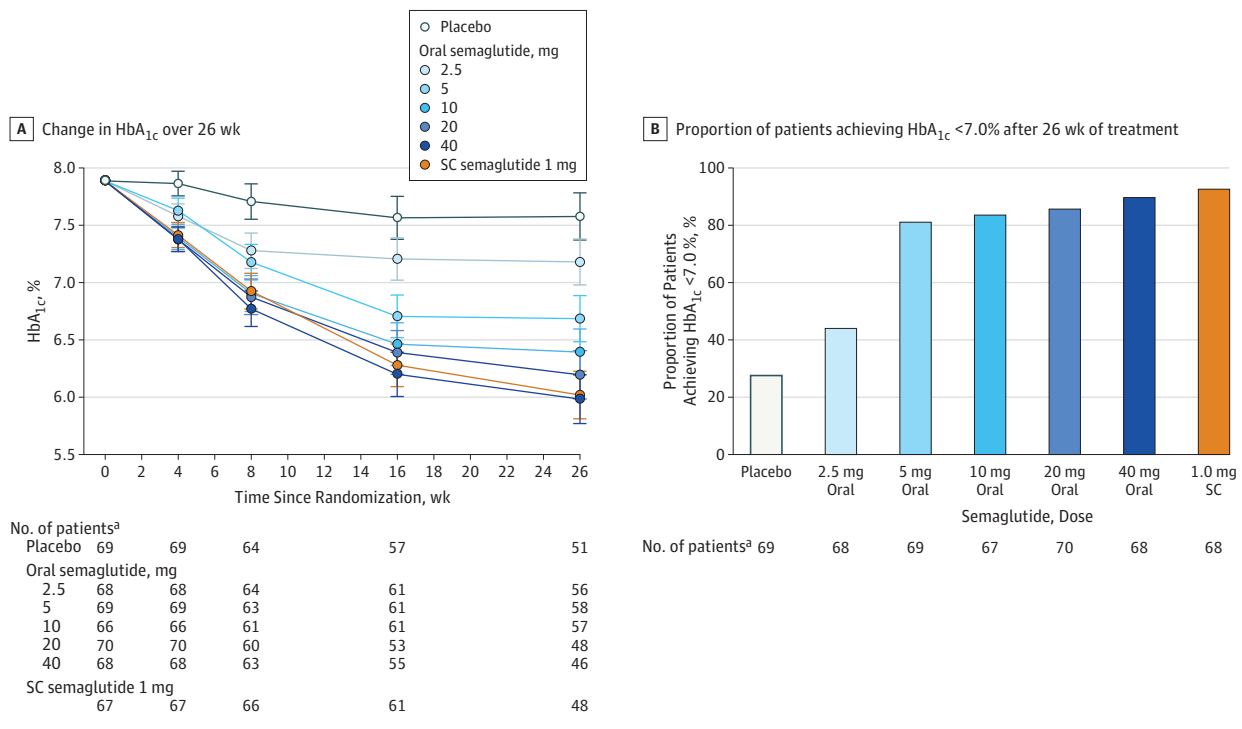 Placebo
Oral semaglutide, mg
2.5
5
10
20
40
SC semaglutide 1 mg
A Change in HbA1c over 26 wk
8.0
7.5
7.0
6.5
6.0
5.5
HbA1c, %
0 2 4 6 8 10 12 14 16 18 20 22 24 26
Time Since Randomization, wk
No. of patientsa
Placebo 69 69 64 57 51
Oral semaglutide, mg
2.5 68 68 64 61 56
5 69 69 63 61 58
10 66 66 61 61 57
20 70 70 60 53 48
40 68 68 63 55 46
SC semaglutide 1 mg
67 67 66 61 48
B Proportion of patients achieving HbA1c <7.0% after 26 wk of treatment
100
80
60
40
20
0
Proportion of Patients
Achieving HbA1c <7.0 %, %
Placebo 2.5 mg 5 mg 10 mg 20 mg 40 mg 1.0 mg
Oral Oral Oral Oral Oral SC
Semaglutide, Dose
No. of patientsa 69 68 69 67 70 68 68